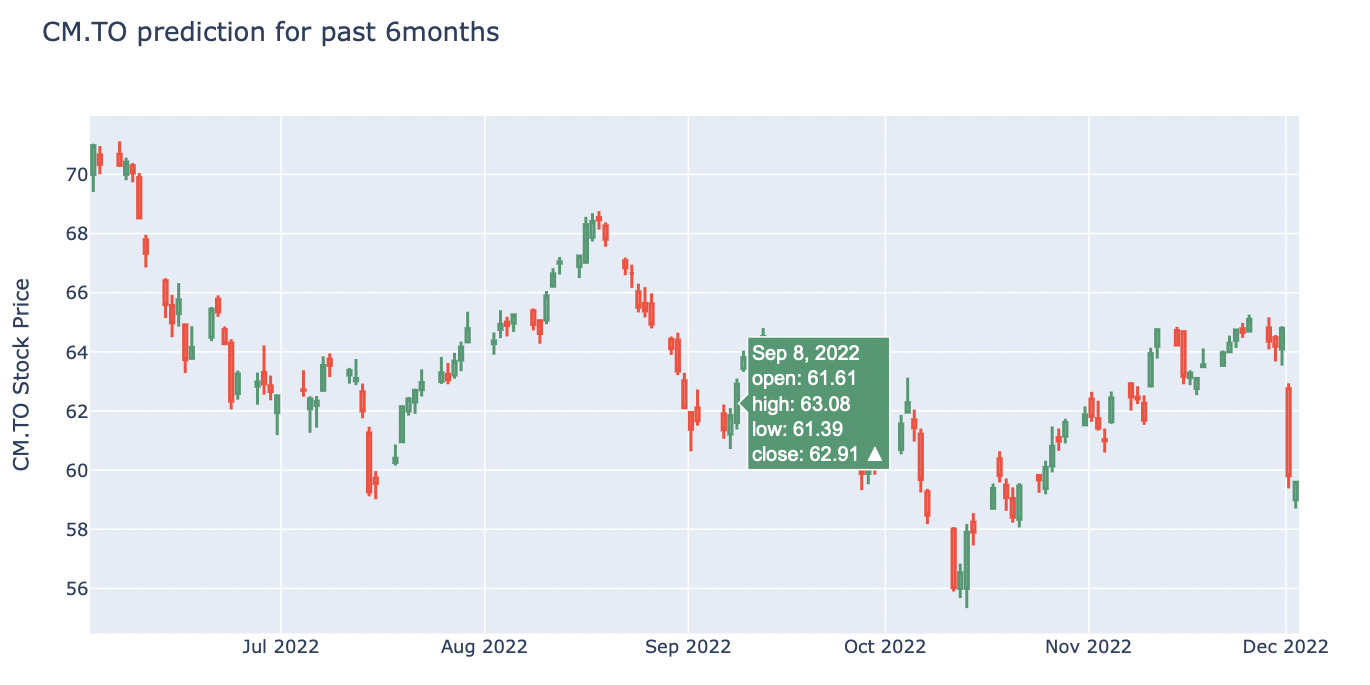 CM.TO prediction for past 6months
CM.TO Stock Price
70
68
66
64
62
60
58
56
Sep 8, 2022
open: 61.61
high: 63.08
low: 61.39
close: 62.91 ▲
Jul 2022
Aug 2022
Sep 2022
Oct 2022
Nov 2022
Dec 2022